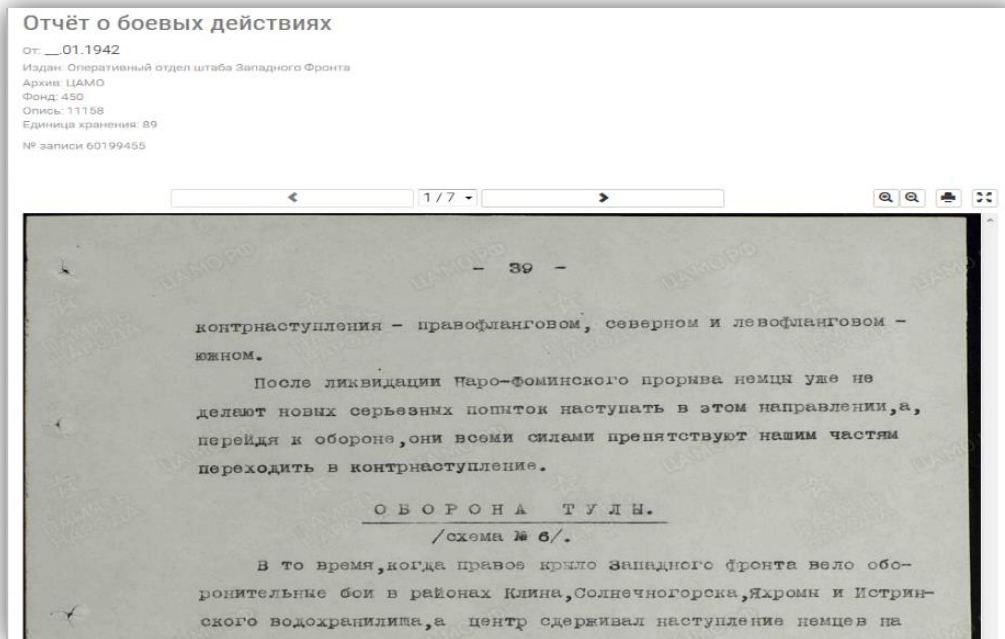 Отчёт о боевых действиях
От: __.01.1942
Издан: Оперативный отдел штаба Западного Фронта
Архив: ЦАМО
Фонд: 450
Опись: 11158
Единица хранения: 89
№ записи 60199455
1 / 7
- 39 -
контрнаступления - правофланговом, северном и левофланговом -
южном.
После ликвидации Наро-Фоминского прорыва немцы уже не
делают новых серьезных попыток наступать в этом направлении,а,
перейдя к обороне,они всеми силами препятствуют нашим частям
переходить в контрнаступление.
ОБОРОНА ТУЛЫ.
/схема № 6/.
В то время,когда правое крыло Западного фронта вело обо-
ронительные бои в районах Клина,Солнечногорска,Яхромы и Истрин-
ского водохранилища,а центр сдерживал наступление немцев на